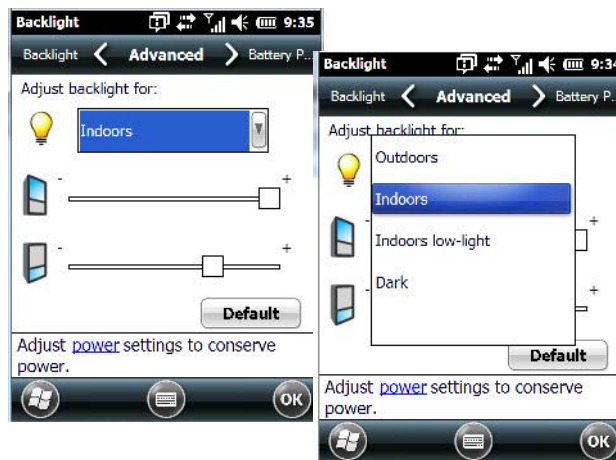 Backlight 9:35
Backlight Advanced Battery P...
Adjust backlight for:
Indoors
- +
- +
Default
Adjust power settings to conserve
power.
OK
Backlight 9:34
Backlight Advanced Battery P..
Adjust backlight for:
Outdoors
Indoors
Indoors low-light
Dark
- +
- +
Default
Adjust power settings to conserve
power.
OK